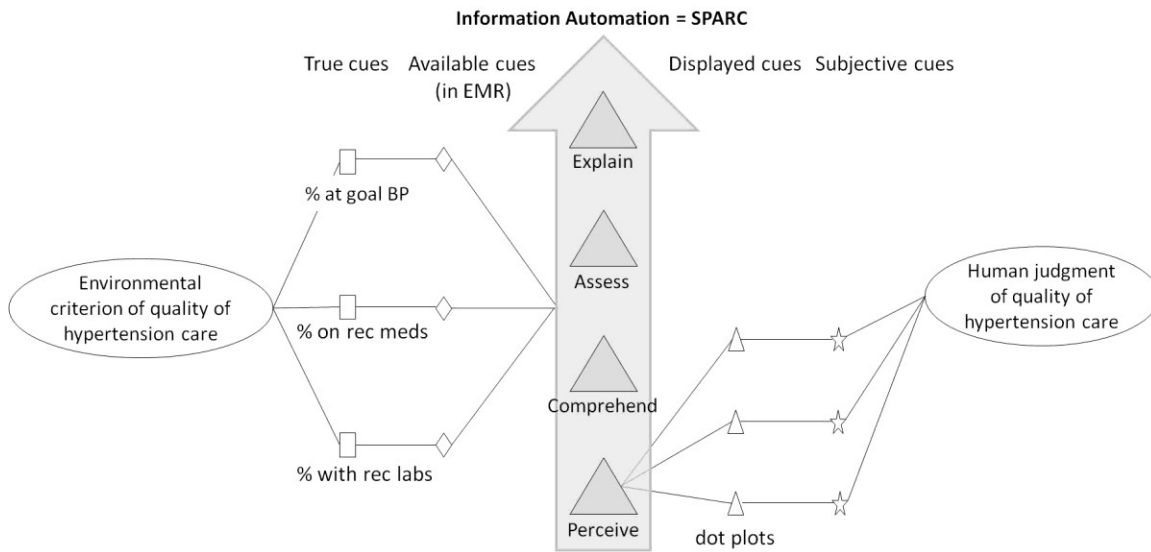 Information Automation = SPARC
True cues
Available cues
(in EMR)
Displayed cues
Subjective cues
Explain
% at goal BP
Assess
Environmental
criterion of quality of
hypertension care
Human judgment
of quality of
hypertension care
% on rec meds
Comprehend
% with rec labs
Perceive
dot plots